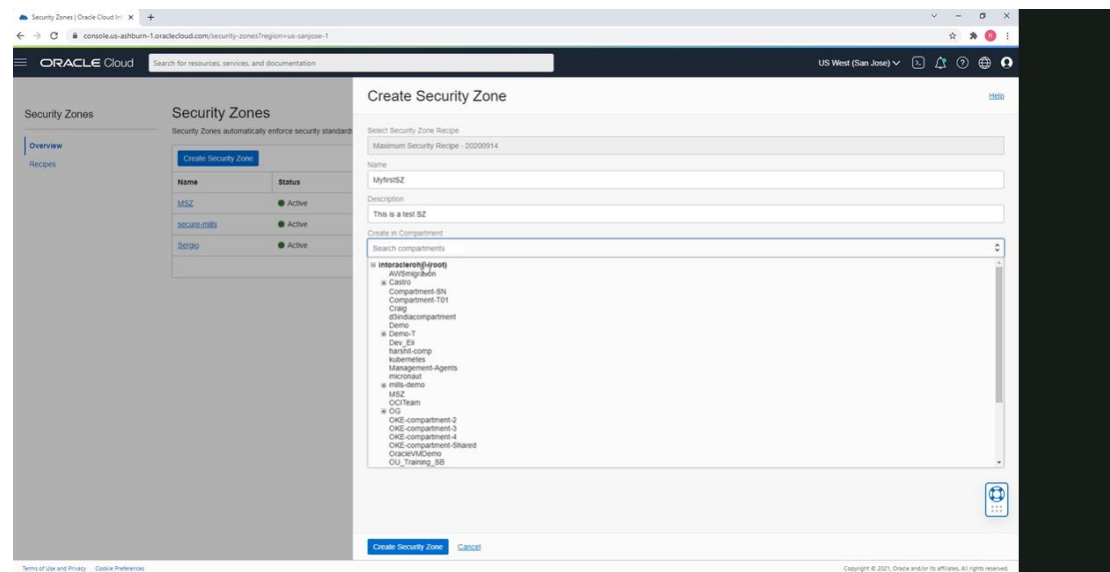 Security Zones | Oracle Cloud Inf
console.us-ashburn-1.oraclecloud.com/security-zones?region=us-sanjose-1
R
ORACLE Cloud
Search for resources, services, and documentation
US West (San Jose)
Security Zones
Overview
Recipes
Security Zones
Security Zones automatically enforce security standard
Create Security Zone
Name Status
MSZ Active
secure-mills Active
Sergio Active
Create Security Zone
Help
Select Security Zone Recipe
Maximum Security Recipe - 20200914
Name
MyfirstSZ
Description
This is a test SZ
Create in Compartment
Search compartments
(root)
AWSmigration
Castro
Compartment-SN
Compartment-T01
Craig
d3indiacompartment
Demo
Demo-T
Dev_Eli
harshit-comp
kubernetes
Management-Agents
micronaut
mills-demo
MSZ
OCITeam
OG
OKE-compartment-2
OKE-compartment-3
OKE-compartment-4
OKE-compartment-Shared
OracleVMDemo
OU_Training_SB
Create Security Zone Cancel
Terms of Use and Privacy Cookie Preferences
Copyright © 2021, Oracle and/or its affiliates. All rights reserved.